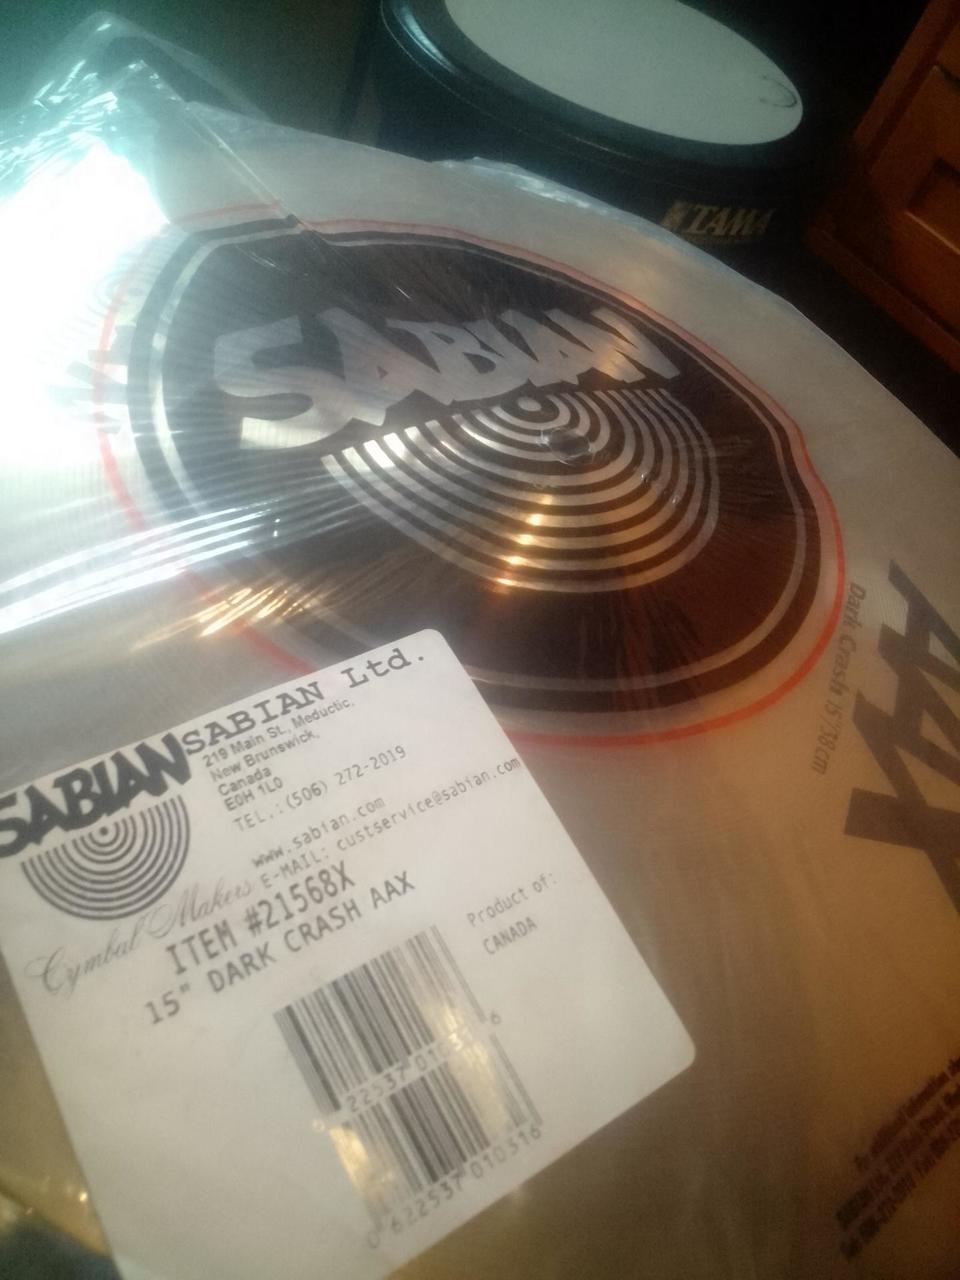 TAMA
SABIAN
AAX
Dark Crash 15"/38cm
SABIAN
Cymbal Makers
SABIAN Ltd.
219 Main St., Meductic,
New Brunswick,
Canada
E0H 1L0
TEL.:(506) 272-2019
www.sabian.com
E-MAIL: custservice@sabian.com
ITEM #21568X
15" DARK CRASH AAX
Product of:
CANADA
0 622537 010316